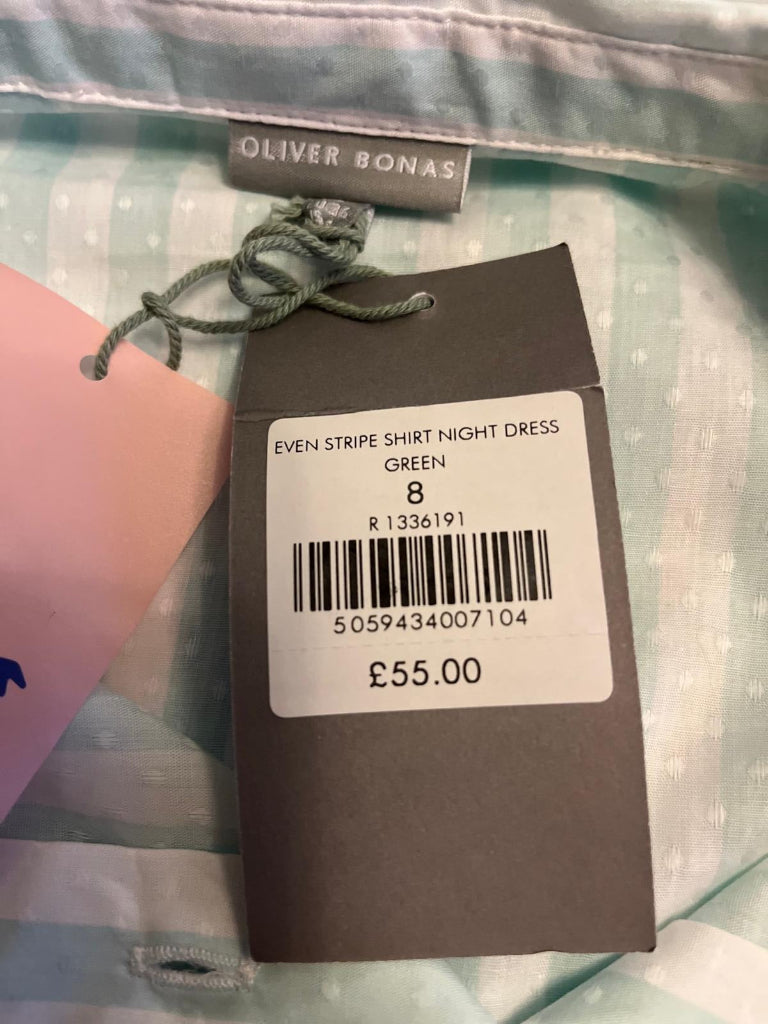 OLIVER BONAS
EVEN STRIPE SHIRT NIGHT DRESS
GREEN
8
R 1336191
5059434007104
£55.00